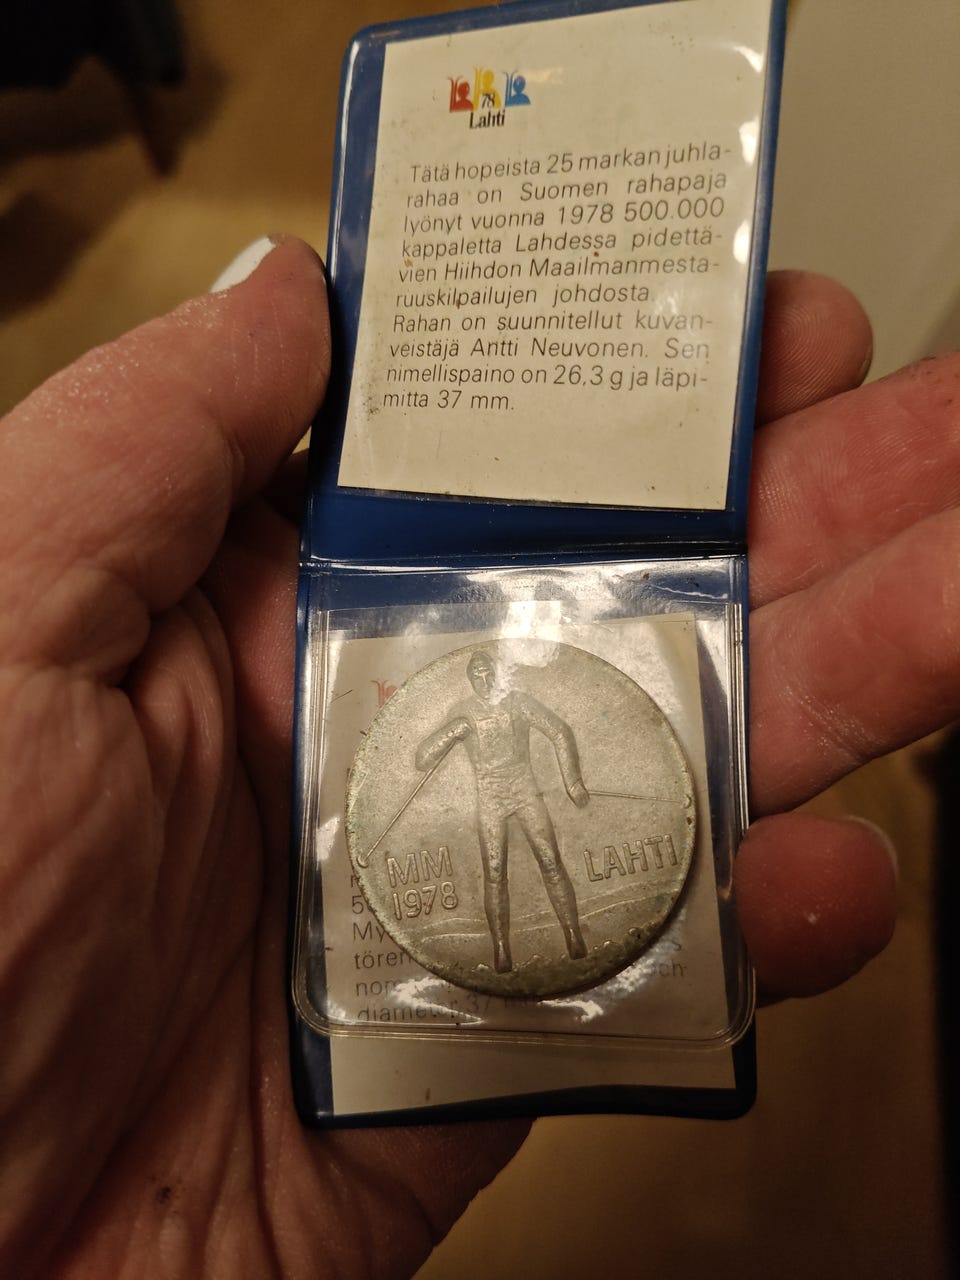 78
Lahti
Tätä hopeista 25 markan juhla-
rahaa on Suomen rahapaja
lyönyt vuonna 1978 500.000
kappaletta Lahdessa pidettä-
vien Hiihdon Maailmanmesta-
ruuskilpailujen johdosta.
Rahan on suunnitellut kuvan-
veistäjä Antti Neuvonen. Sen
nimellispaino on 26,3 g ja läpi-
mitta 37 mm.
MM
1978
LAHTI
diameter 37